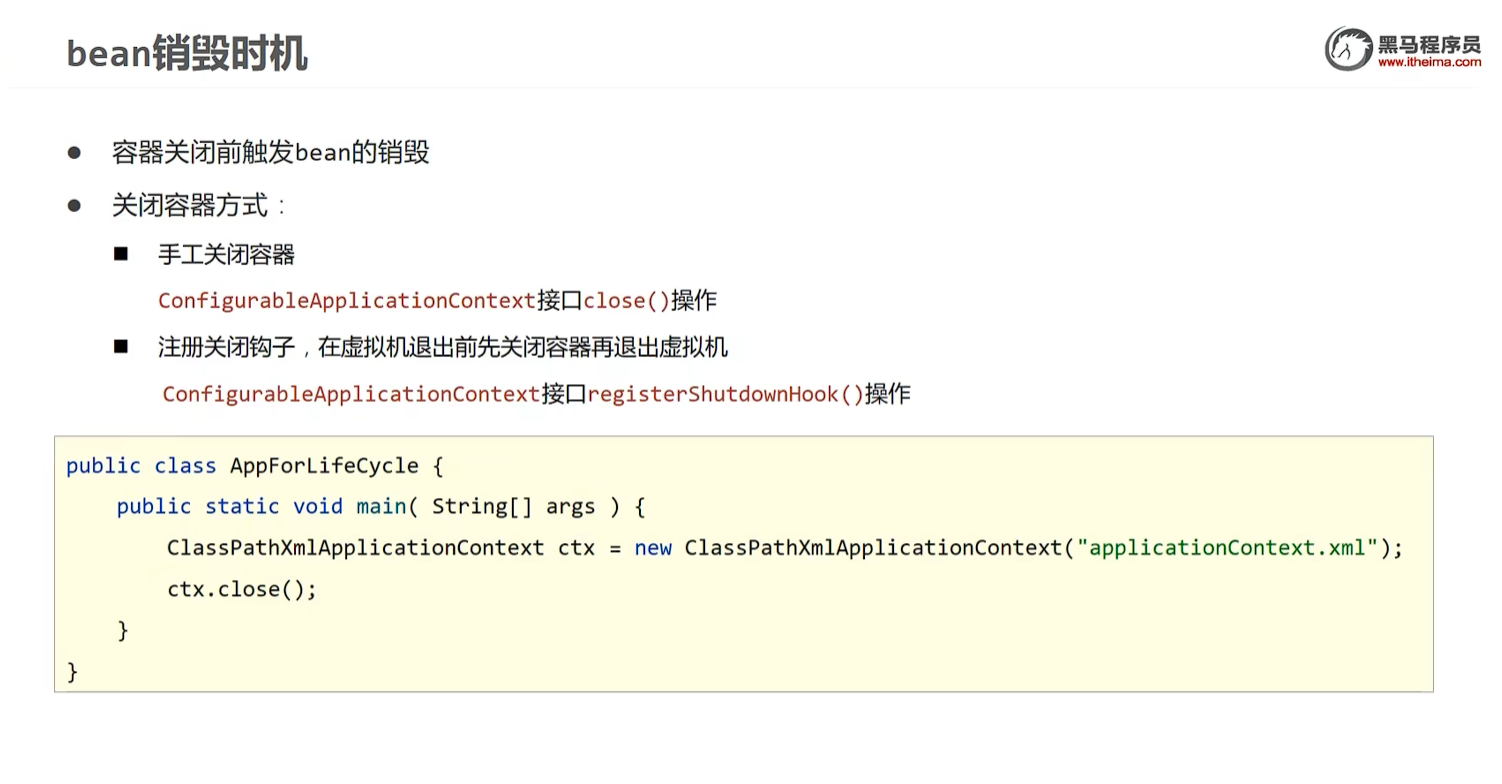 bean销毁时机
黑马程序员
www.itheima.com
● 容器关闭前触发bean的销毁
● 关闭容器方式：
■ 手工关闭容器
ConfigurableApplicationContext接口close()操作
■ 注册关闭钩子，在虚拟机退出前先关闭容器再退出虚拟机
ConfigurableApplicationContext接口registerShutdownHook()操作
public class AppForLifeCycle {
    public static void main( String[] args ) {
        ClassPathXmlApplicationContext ctx = new ClassPathXmlApplicationContext("applicationContext.xml");
        ctx.close();
    }
}